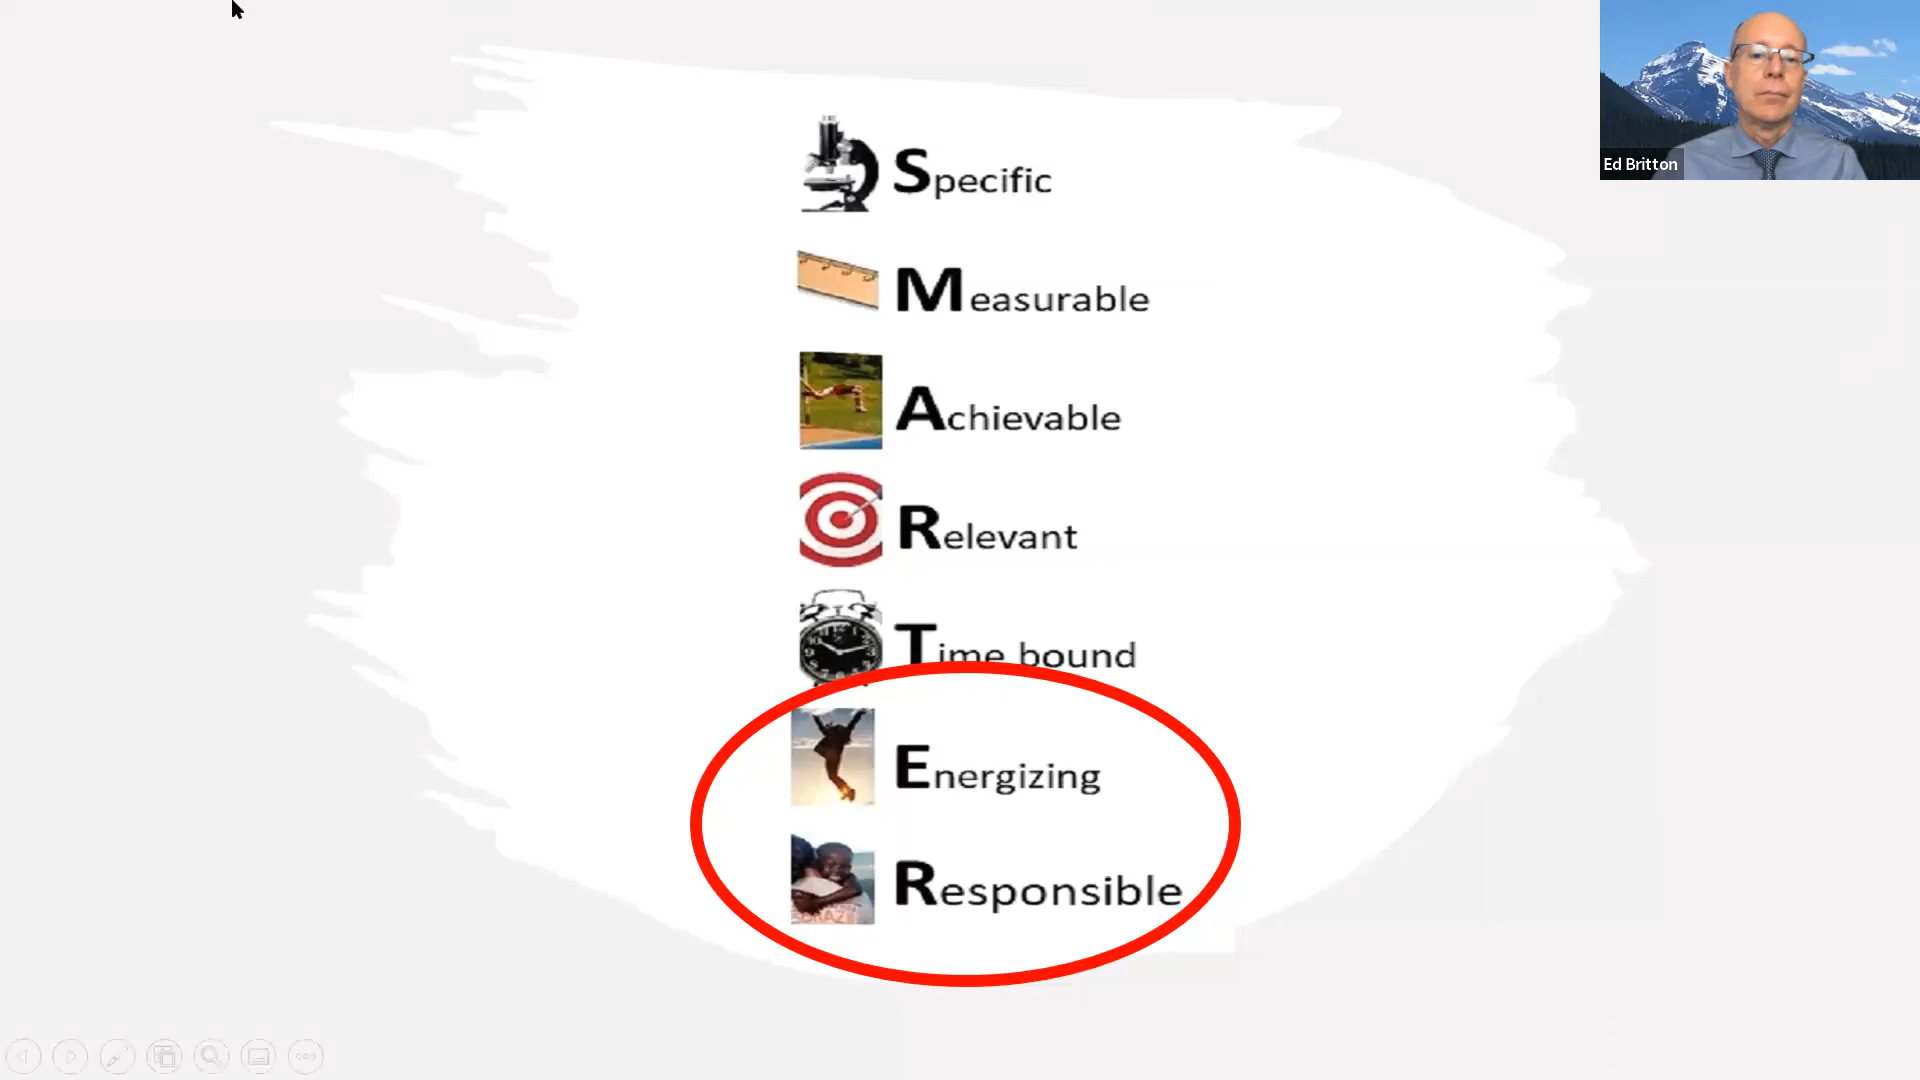 Specific
Measurable
Achievable
Relevant
Time bound
Energizing
Responsible
Ed Britton